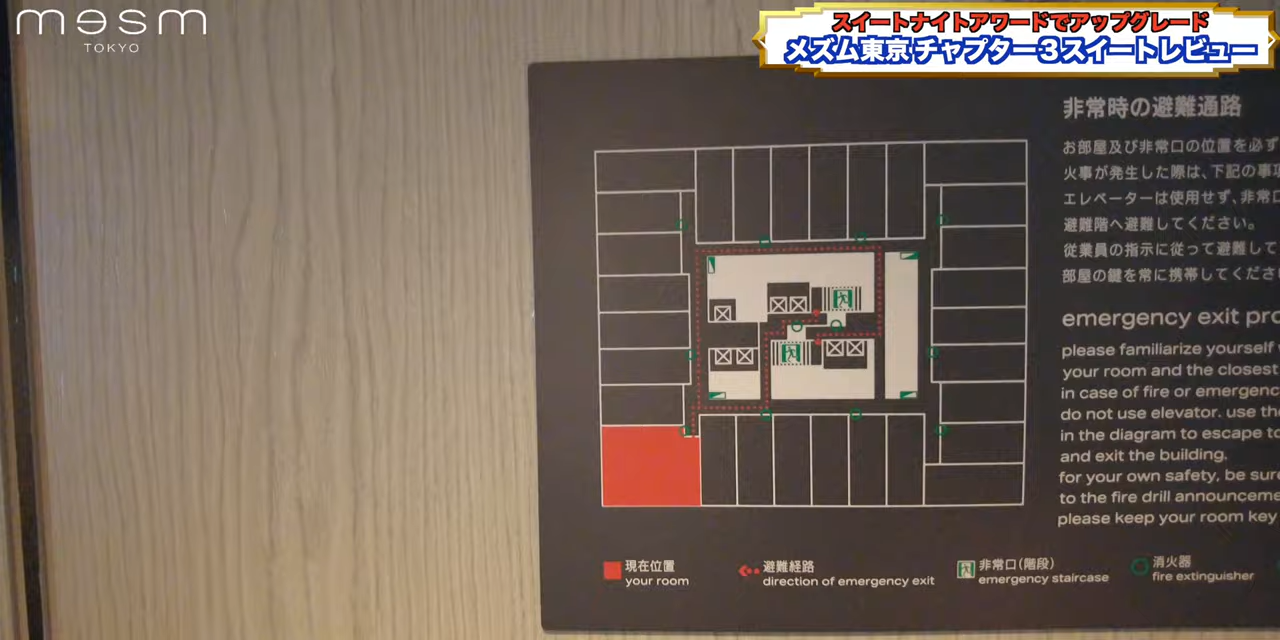 mesm
TOKYO
スイートナイトアワードでアップグレード
メズム東京 チャプター3スイートレビュー
非常時の避難通路
お部屋及び非常口の位置を必ず
火事が発生した際は、下記の事項
エレベーターは使用せず、非常口
避難階へ避難してください。
従業員の指示に従って避難して
部屋の鍵を常に携帯してくださ
emergency exit pro
please familiarize yourself
your room and the closest
in case of fire or emergenc
do not use elevator. use the
in the diagram to escape to
and exit the building.
for your own safety, be sure
to the fire drill announceme
please keep your room key
現在位置
your room
避難経路
direction of emergency exit
非常口(階段)
emergency staircase
消火器
fire extinguisher